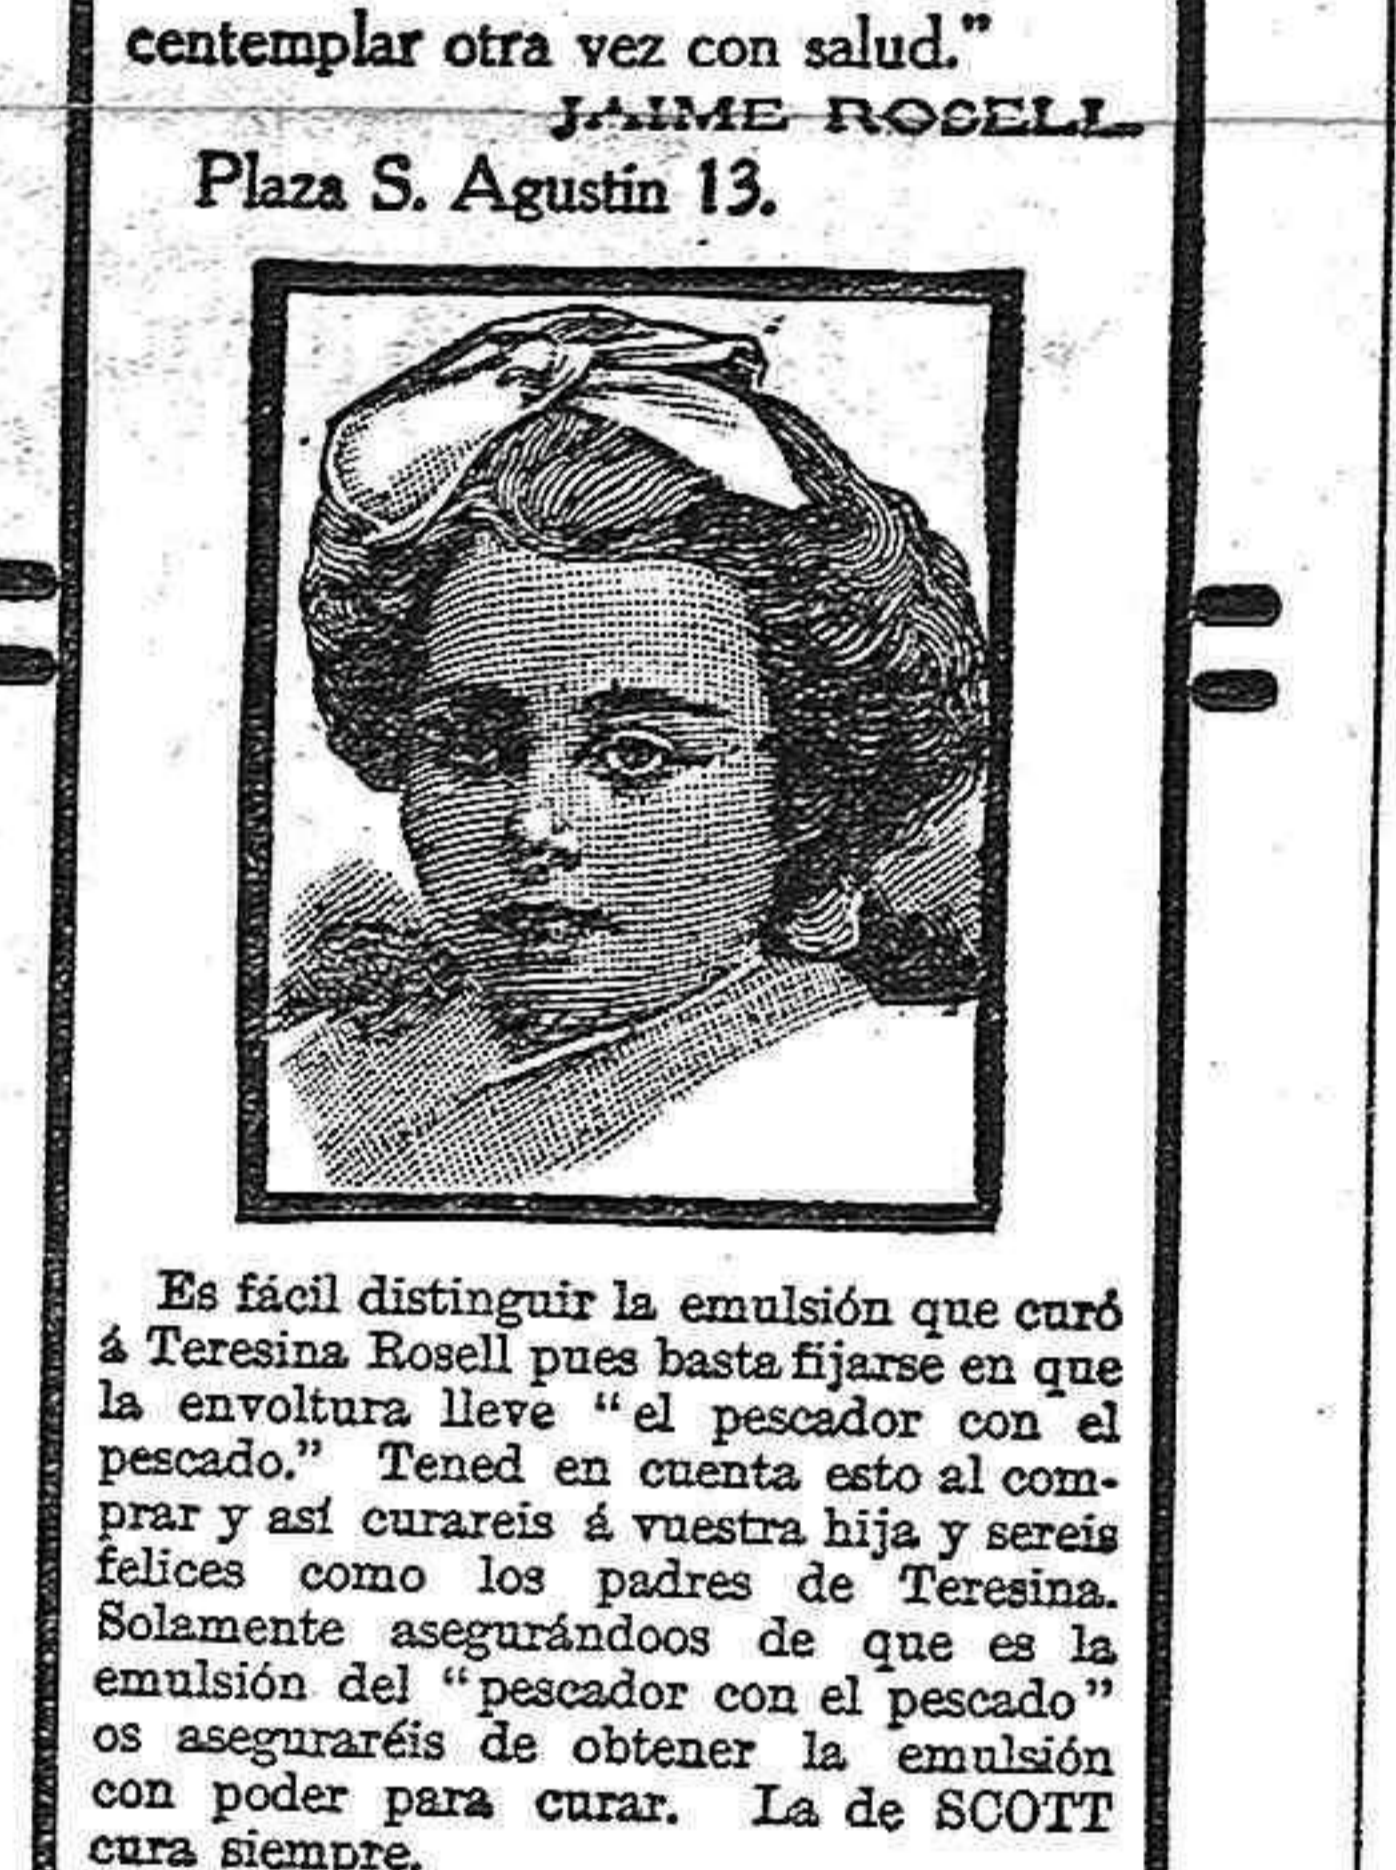 centemplar otra vez con salud.”
JAIME ROSELL.
Plaza S. Agustín 13.
Es fácil distinguir la emulsión que curó
á Teresina Rosell pues basta fijarse en que
la envoltura lleve “el pescador con el
pescado.” Tened en cuenta esto al com-
prar y así curareis á vuestra hija y sereis
felices como los padres de Teresina.
Solamente asegurándoos de que es la
emulsión del “pescador con el pescado”
os aseguraréis de obtener la emulsión
con poder para curar. La de SCOTT
cura siempre.